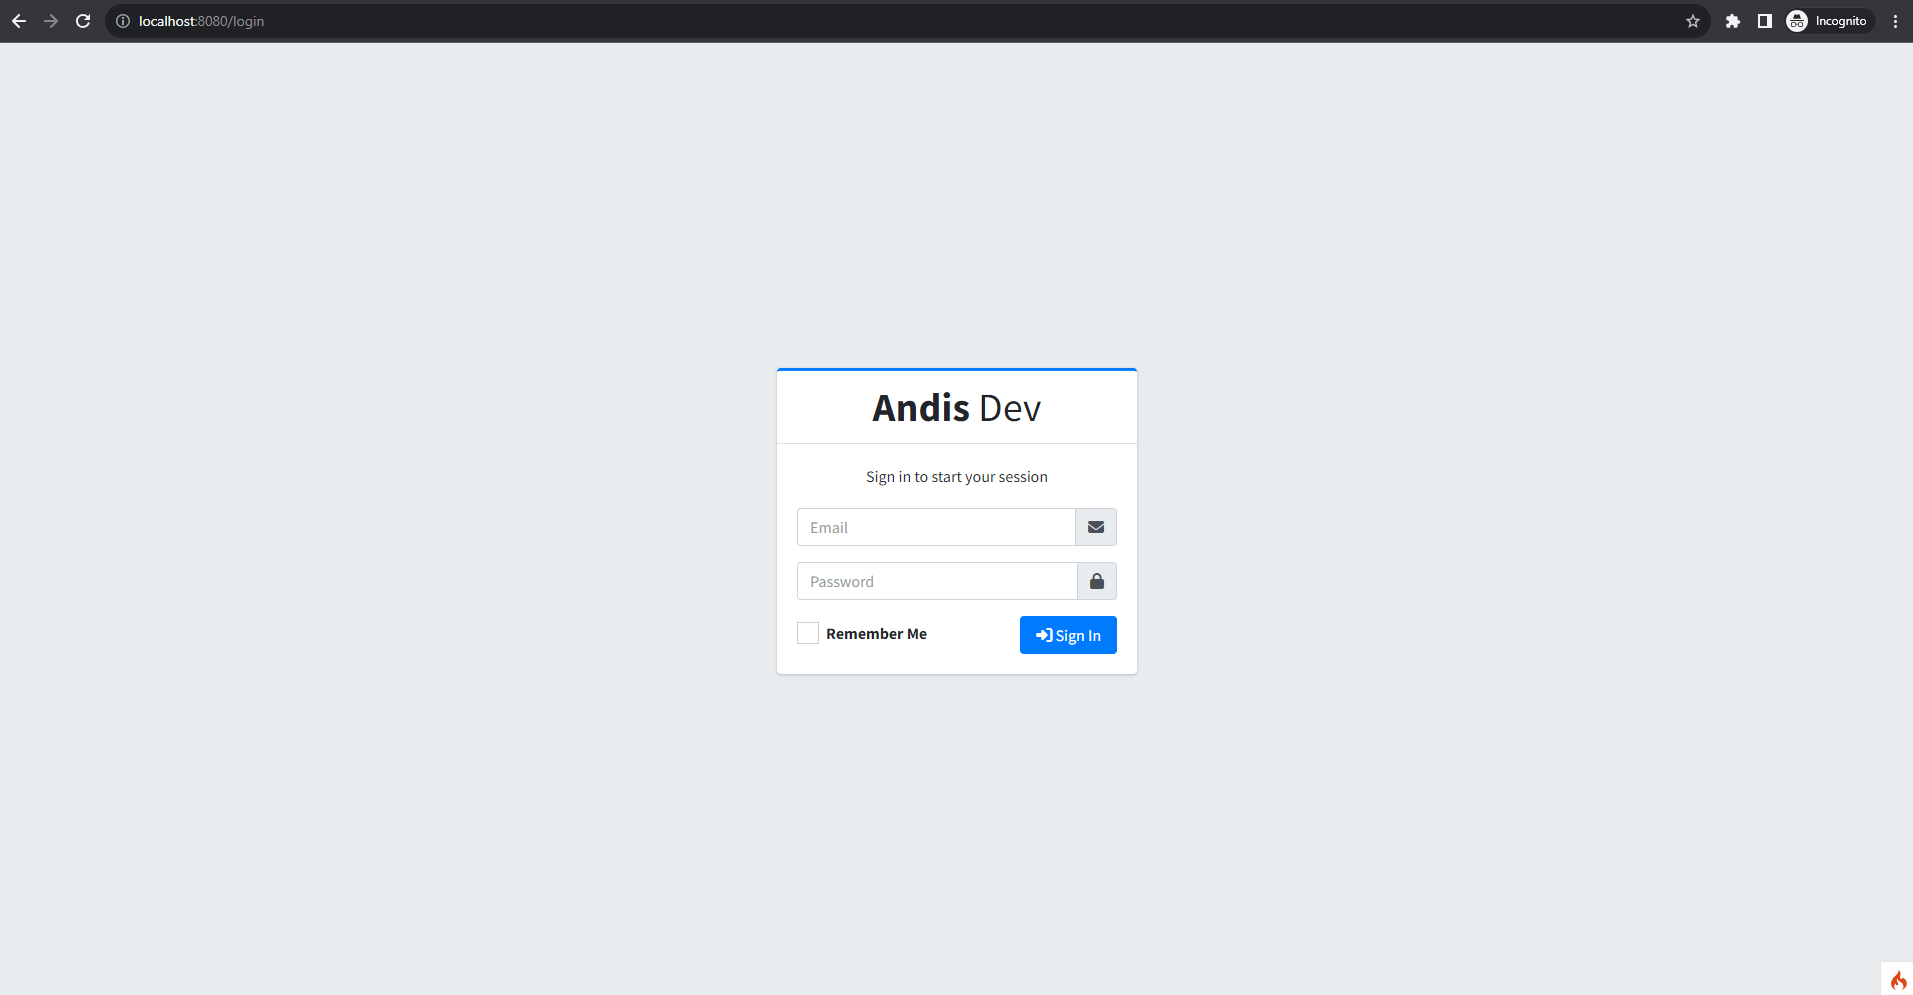 localhost:8080/login
Incognito
Andis Dev
Sign in to start your session
Email
Password
Remember Me
Sign In